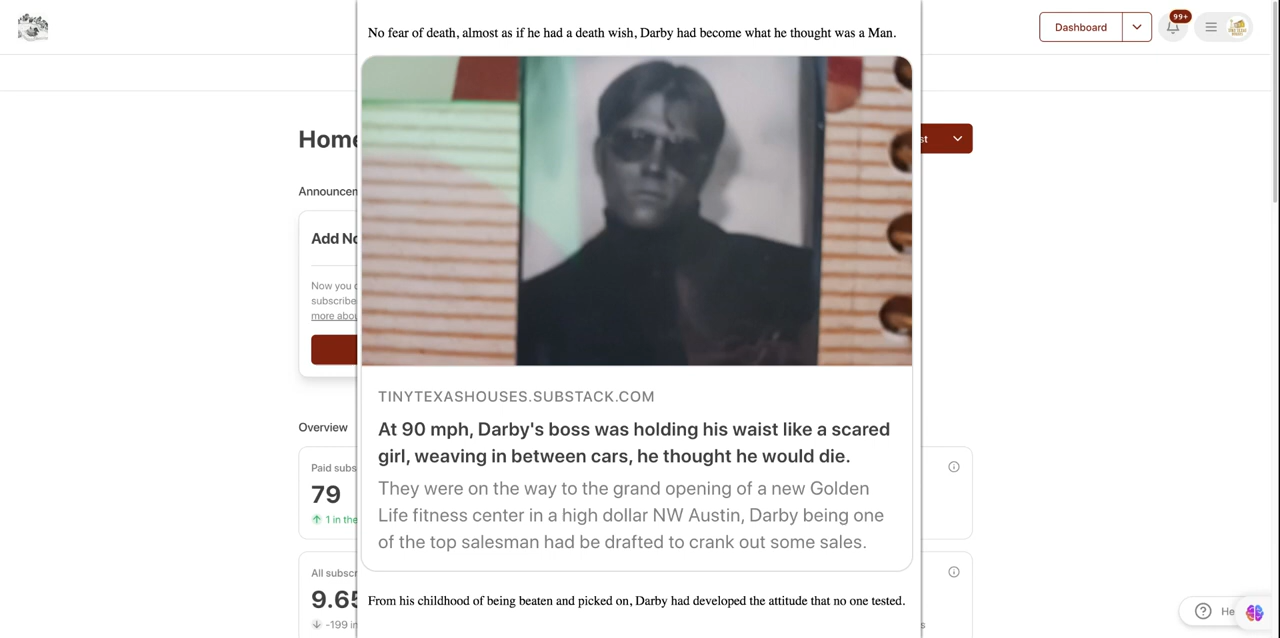 No fear of death, almost as if he had a death wish, Darby had become what he thought was a Man.
Dashboard
99+
Home
st
Announcen
Add No
Now you c
subscribe
more abou
TINYTEXASHOUSES.SUBSTACK.COM
At 90 mph, Darby's boss was holding his waist like a scared
girl, weaving in between cars, he thought he would die.
They were on the way to the grand opening of a new Golden
Life fitness center in a high dollar NW Austin, Darby being one
of the top salesman had be drafted to crank out some sales.
Overview
Paid subs
79
1 in the
All subscr
9.65
-199 in
s
From his childhood of being beaten and picked on, Darby had developed the attitude that no one tested.
He